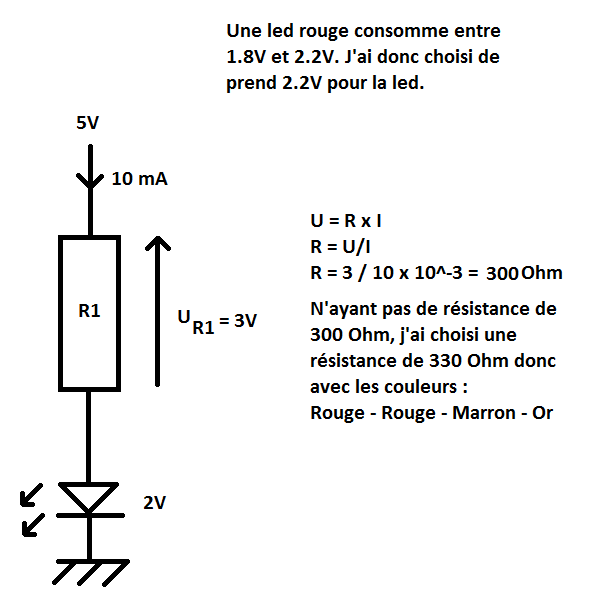 Une led rouge consomme entre
1.8V et 2.2V. J'ai donc choisi de
prend 2.2V pour la led.
5V
10 mA
R1
U R1 = 3V
2V
U = R x I
R = U/I
R = 3 / 10 x 10^-3 = 300 Ohm
N'ayant pas de résistance de
300 Ohm, j'ai choisi une
résistance de 330 Ohm donc
avec les couleurs :
Rouge - Rouge - Marron - Or